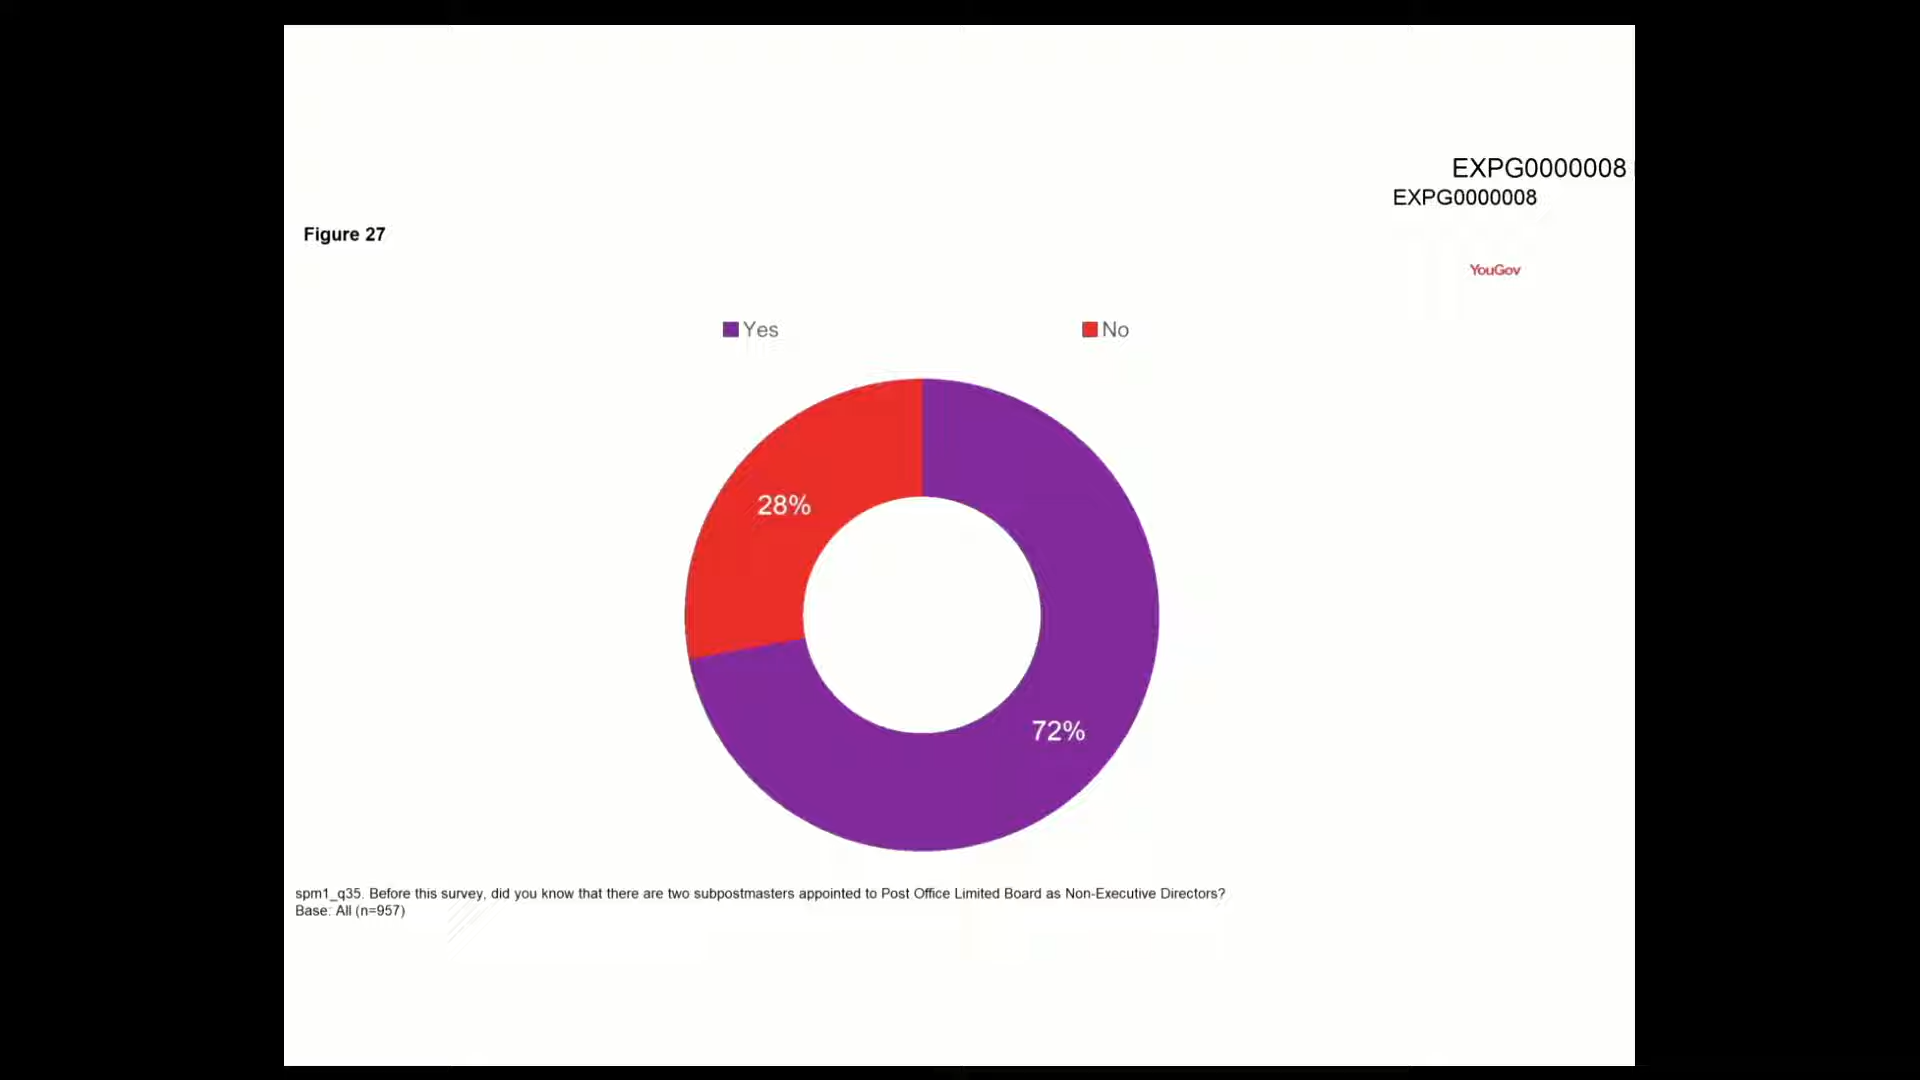 EXPG0000008
EXPG0000008
Figure 27
YouGov
Yes No
28%
72%
spm1_q35. Before this survey, did you know that there are two subpostmasters appointed to Post Office Limited Board as Non-Executive Directors?
Base: All (n=957)